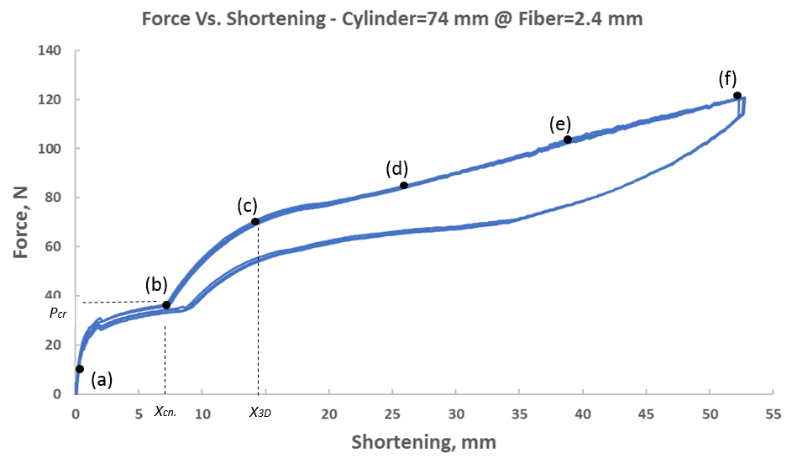 Force Vs. Shortening - Cylinder=74 mm @ Fiber=2.4 mm
140
120
100
80
60
40
20
0
Force, N
Pcr
(a)
(b)
(c)
(d)
(e)
(f)
0 Xcn. X3D
5 10 15 20 25 30 35 40 45 50 55
Shortening, mm